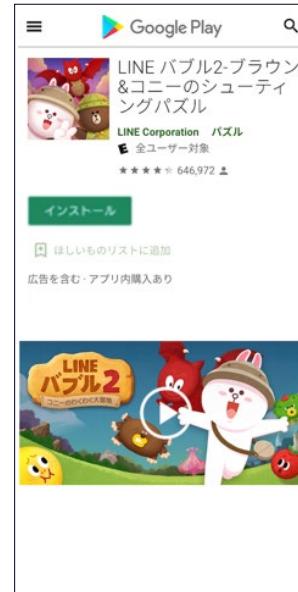 Google Play
LINE バブル2-ブラウン
&コニーのシューティ
ングパズル
LINE Corporation パズル
E 全ユーザー対象
646,972
インストール
ほしいものリストに追加
広告を含む・アプリ内購入あり
LINE
バブル2
コニーのわくわく大冒険